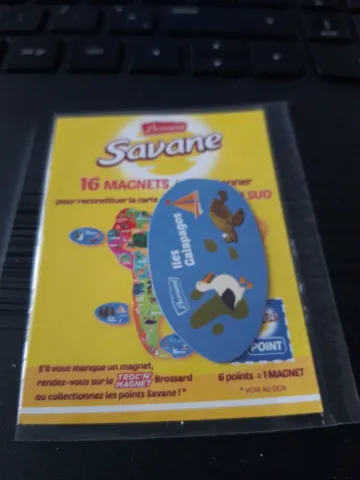 Brossard
Savane
16 MAGNETS
pour reconstituer la carte
SUD
Iles
Galapagos
Brossard
POINT
S'il vous manque un magnet,
rendez-vous sur le TROC'N' MAGNET Brossard
ou collectionnez les points Savane ! *
6 points = 1 MAGNET
* VOIR AU DOS